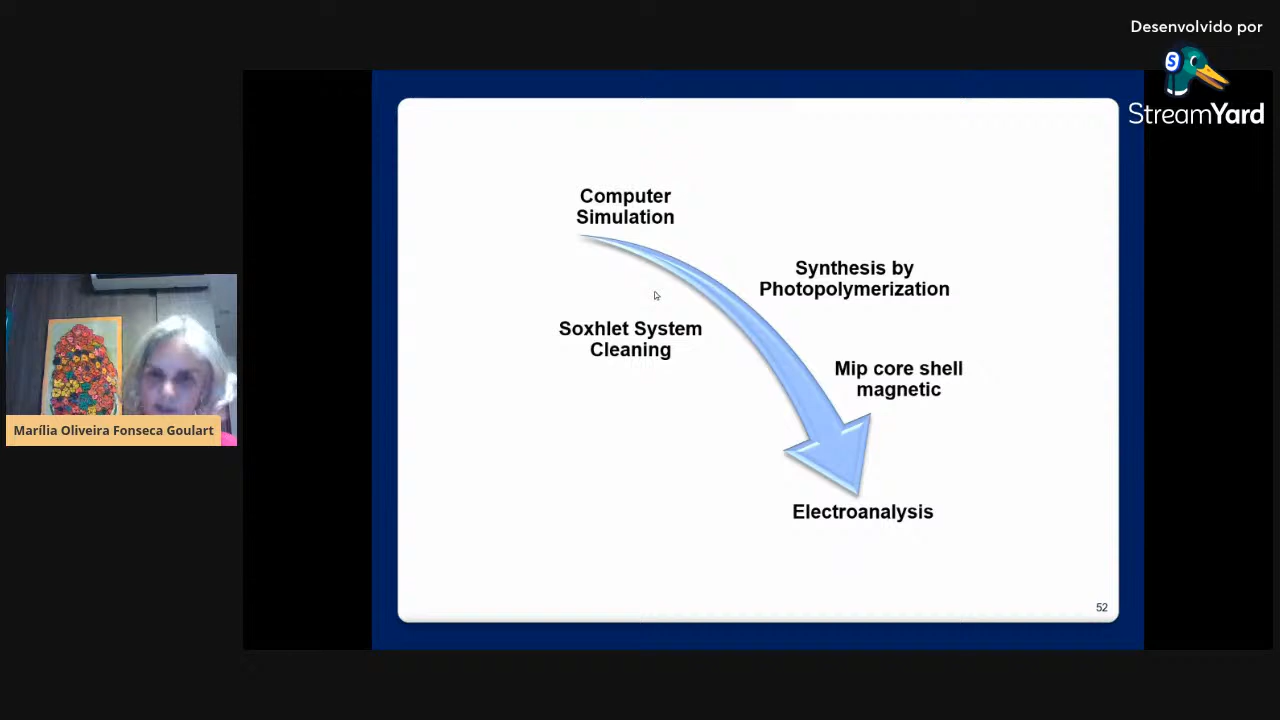 Desenvolvido por
StreamYard
Computer
Simulation
Synthesis by
Photopolymerization
Soxhlet System
Cleaning
Mip core shell
magnetic
Electroanalysis
52
Marília Oliveira Fonseca Goulart